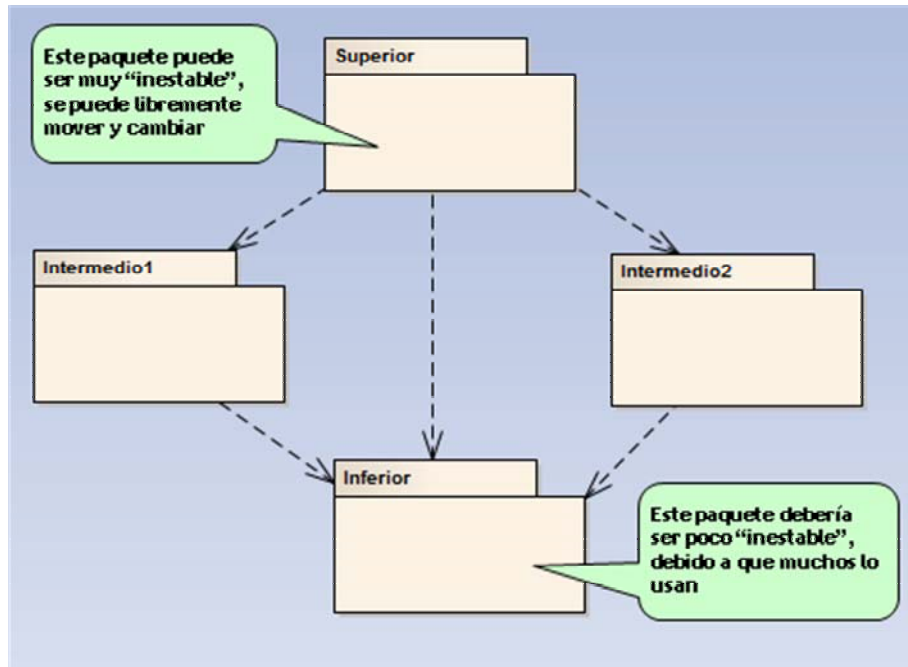 Este paquete puede
ser muy “inestable”,
se puede libremente
mover y cambiar
Superior
Intermedio1
Intermedio2
Inferior
Este paquete debería
ser poco “inestable”,
debido a que muchos lo
usan